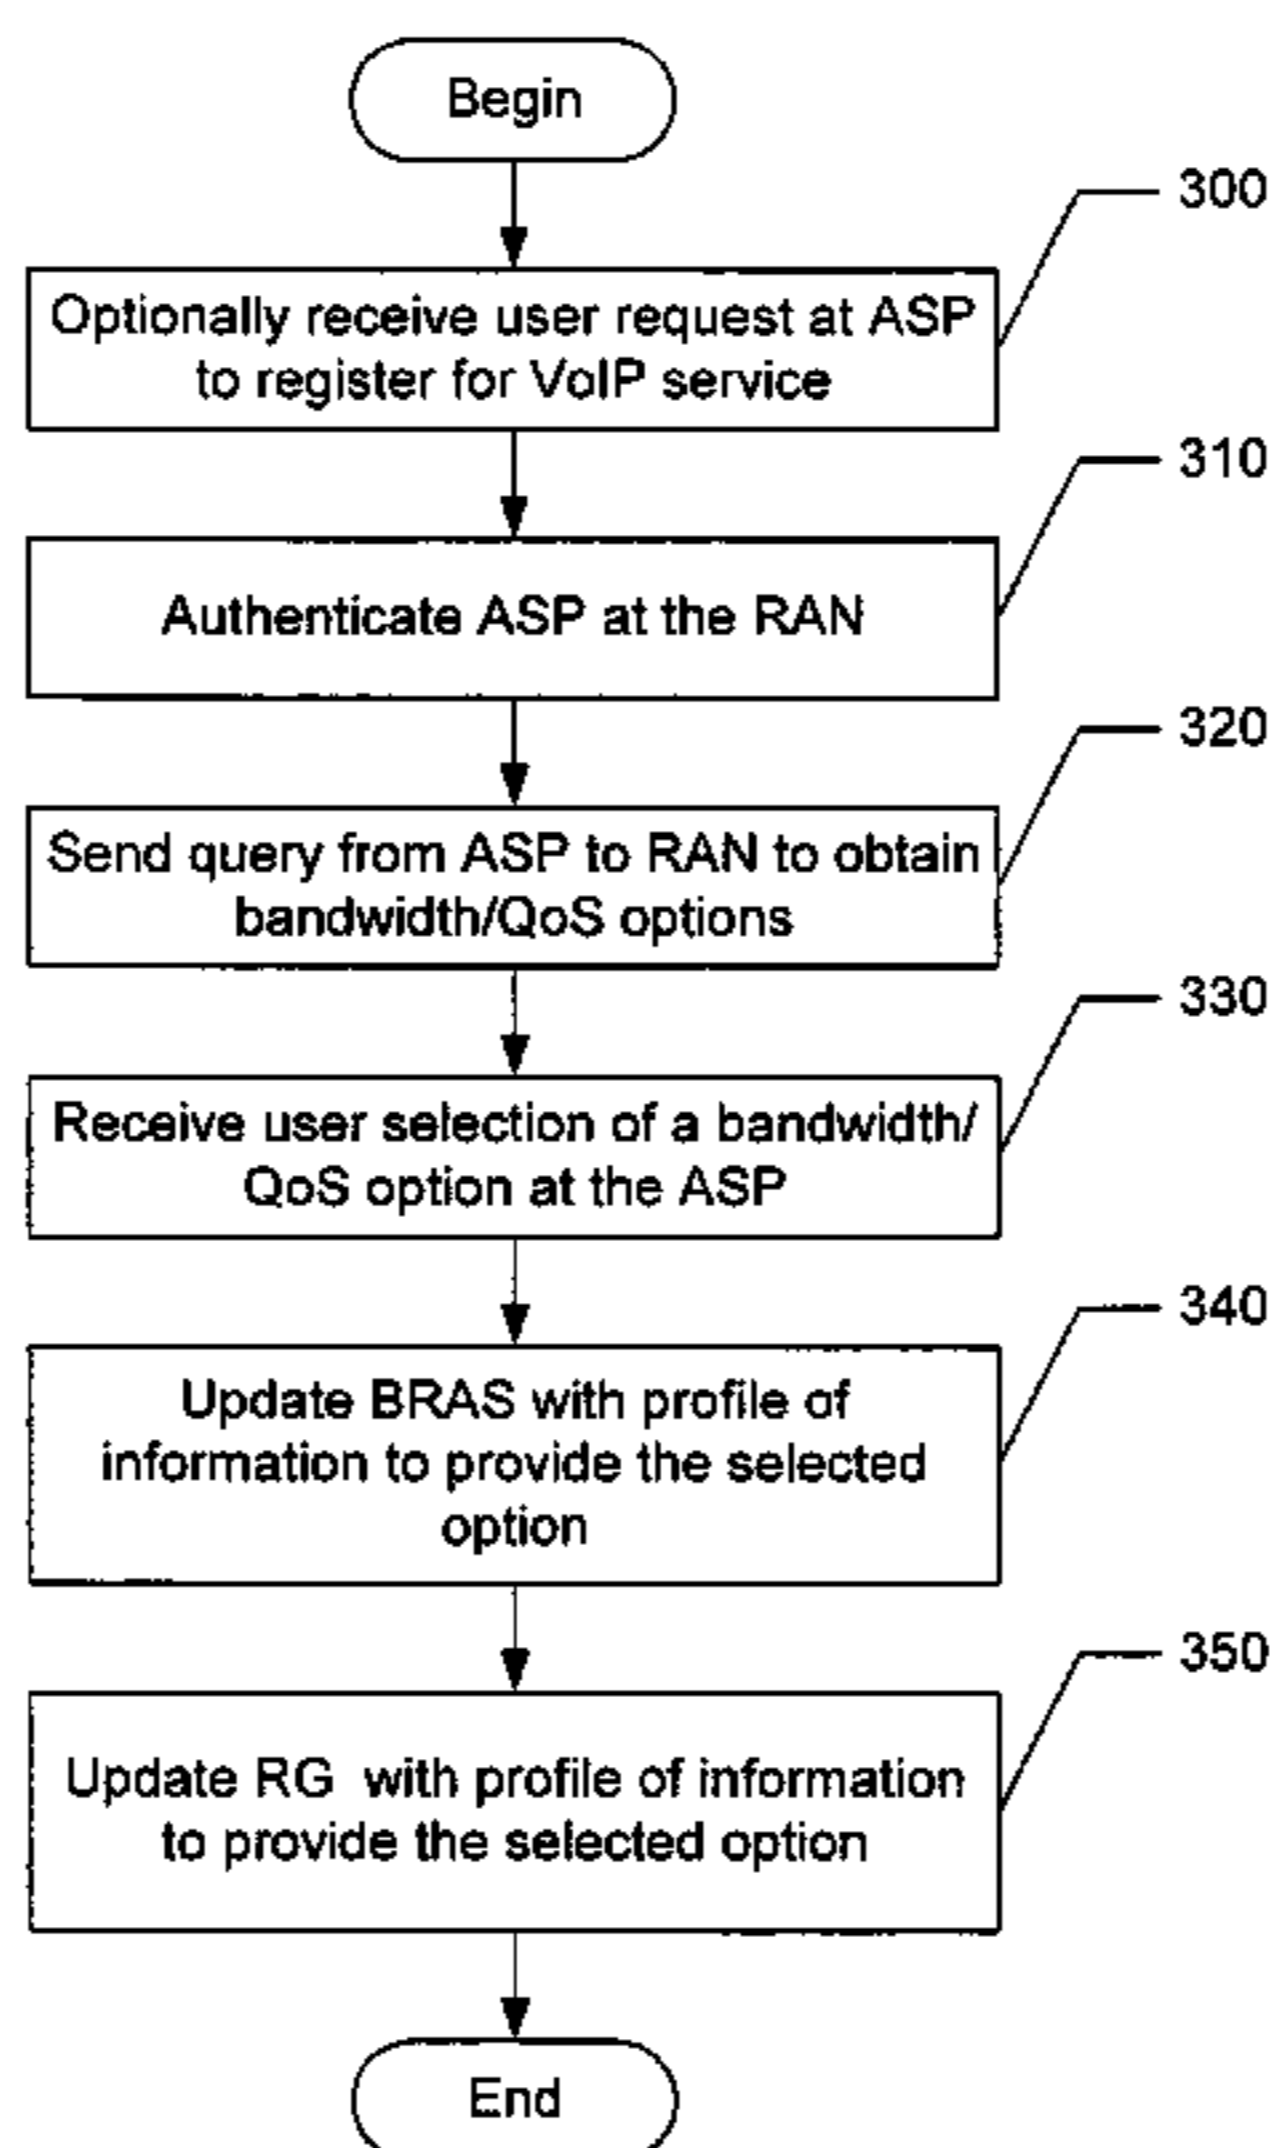 Begin
300
Optionally receive user request at ASP
to register for VoIP service
310
Authenticate ASP at the RAN
320
Send query from ASP to RAN to obtain
bandwidth/QoS options
330
Receive user selection of a bandwidth/
QoS option at the ASP
340
Update BRAS with profile of
information to provide the selected
option
350
Update RG with profile of information
to provide the selected option
End